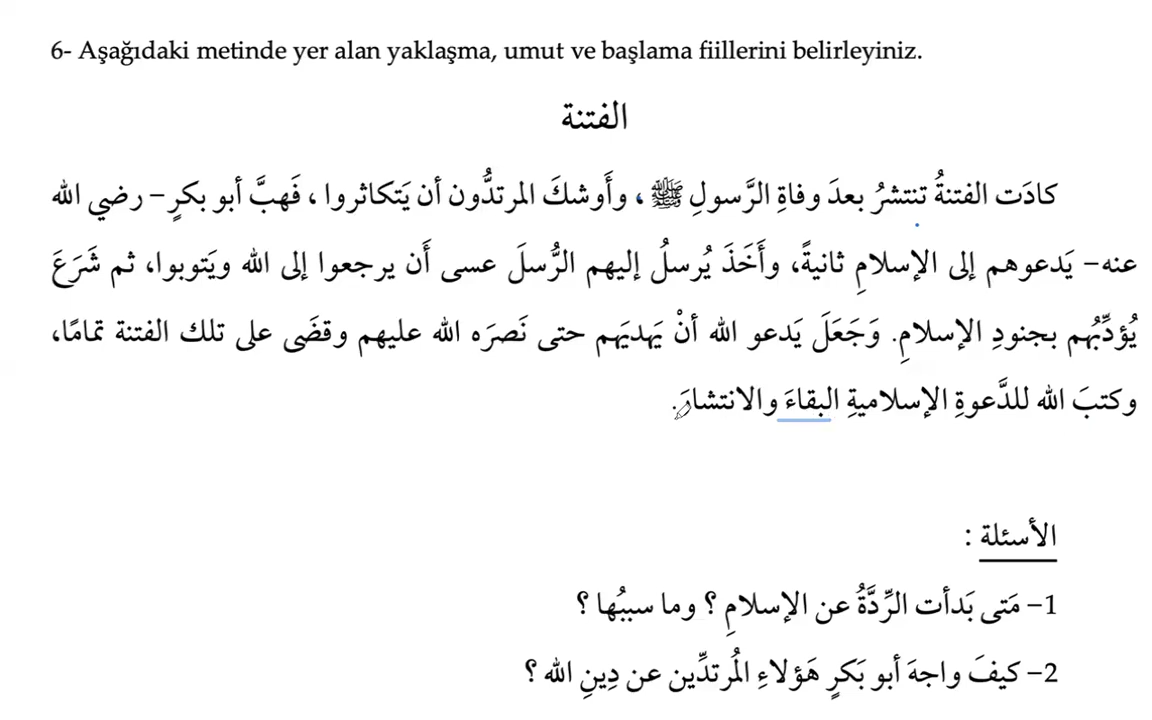 6- Aşağıdaki metinde yer alan yaklaşma, umut ve başlama fiillerini belirleyiniz.
الفتنة
كادَت الفتنةُ تنتشرُ بعدَ وفاةِ الرَّسولِ ﷺ ، وأَوشكَ المرتدُّون أن يَتكاثروا ، فَهبَّ أبو بكرٍ – رضي الله
عنه – يَدعوهم إلى الإسلامِ ثانيةً، وأَخَذَ يُرسلُ إليهم الرُّسلَ عسى أَن يرجعوا إلى الله ويَتوبوا، ثم شَرَعَ
يُؤدِّبُهم بجنودِ الإسلامِ. وَجَعَلَ يَدعو الله أنْ يَهديَهم حتى نَصرَه الله عليهم وقضَى على تلك الفتنة تمامًا،
وكتبَ الله للدَّعوةِ الإسلاميةِ البقاءَ والانتشارَ.
الأسئلة :
1– مَتى بَدأت الرِّدَّةُ عن الإسلامِ ؟ وما سببُها ؟
2– كيفَ واجهَ أبو بَكرٍ هَؤلاءِ المُرتدِّين عن دِينِ الله ؟